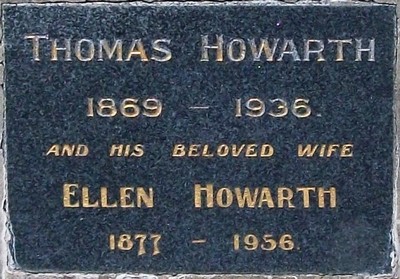 THOMAS HOWARTH
1869 – 1936.
AND HIS BELOVED WIFE
ELLEN HOWARTH
1877 – 1956.